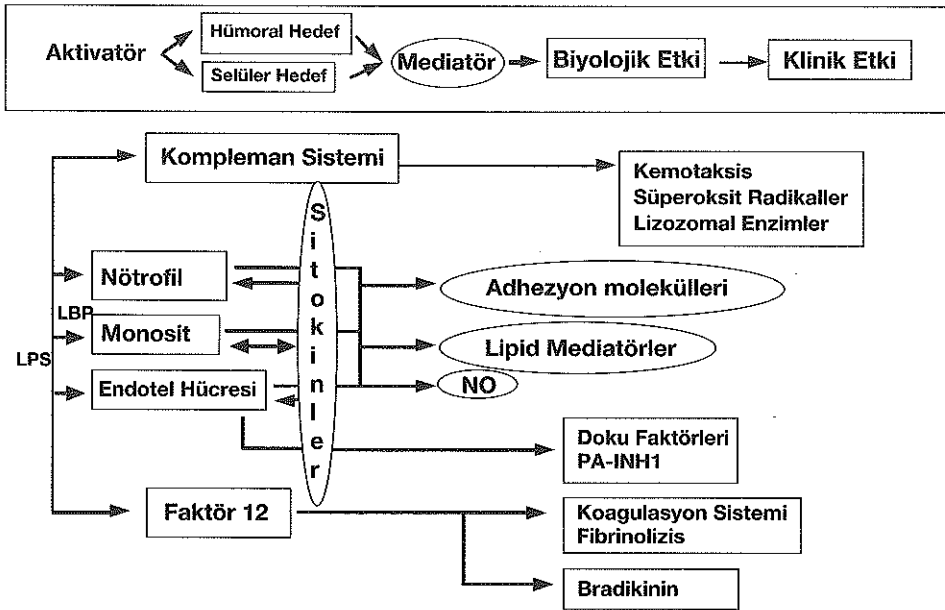 Aktivatör
Hümoral Hedef
Selüler Hedef
Mediatör
Biyolojik Etki
Klinik Etki
Kompleman Sistemi
Kemotaksis
Süperoksit Radikaller
Lizozomal Enzimler
Sitokinler
Nötrofil
Adhezyon molekülleri
LBP
Monosit
LPS
Lipid Mediatörler
Endotel Hücresi
NO
Doku Faktörleri
PA-INH1
Faktör 12
Koagulasyon Sistemi
Fibrinolizis
Bradikinin